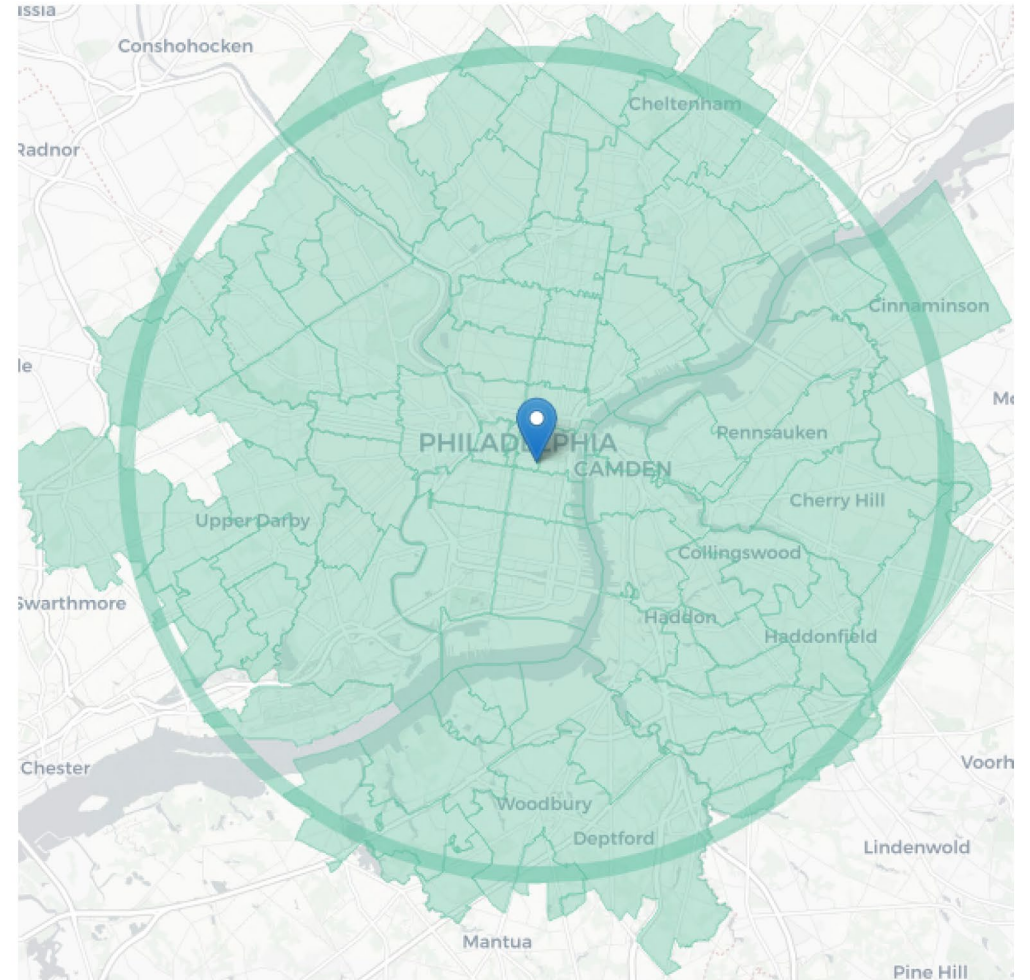 ssia
Conshohocken
Cheltenham
Radnor
Cinnaminson
le
Mo
PHILADELPHIA
Pennsauken
CAMDEN
Cherry Hill
Upper Darby
Collingswood
Swarthmore
Haddon
Haddonfield
Chester
Voorh
Woodbury
Deptford
Lindenwold
Mantua
Pine Hill